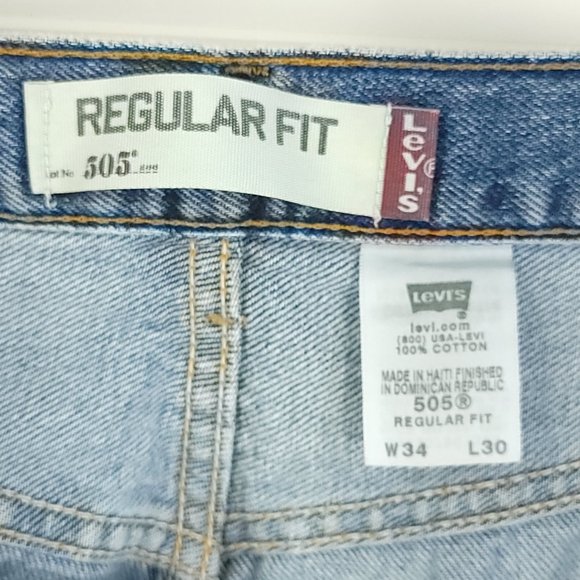 REGULAR FIT
Lot No 505®
Levi's®
Levi's
®
levi.com
(800) USA-LEVI
100% COTTON
MADE IN HAITI FINISHED
IN DOMINICAN REPUBLIC
505®
REGULAR FIT
W34 L30